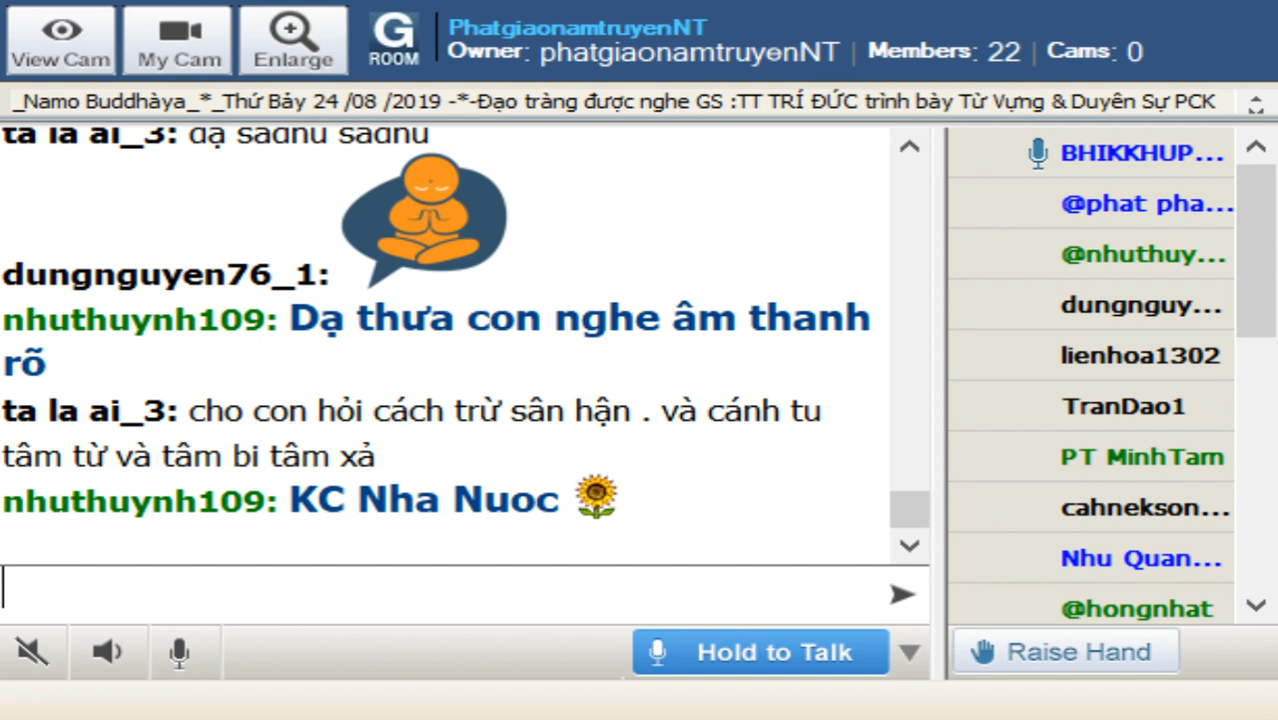 View Cam
My Cam
Enlarge
G
ROOM
PhatgiaonamtruyenNT
Owner: phatgiaonamtruyenNT | Members: 22 | Cams: 0
_Namo Buddhàya_*_Thứ Bảy 24 /08 /2019 -*-Đạo tràng được nghe GS :TT TRÍ ĐỨC trình bày Từ Vựng & Duyên Sự PCK
ta la ai_3: dạ sadhu sadhu
dungnguyen76_1:
nhuthuynh109: Dạ thưa con nghe âm thanh
rõ
ta la ai_3: cho con hỏi cách trừ sân hận . và cánh tu
tâm từ và tâm bi tâm xả
nhuthuynh109: KC Nha Nuoc
BHIKKHUP...
@phat pha...
@nhuthuy...
dungnguy...
lienhoa1302
TranDao1
PT MinhTam
cahnekson...
Nhu Quan...
@hongnhat
Hold to Talk
Raise Hand